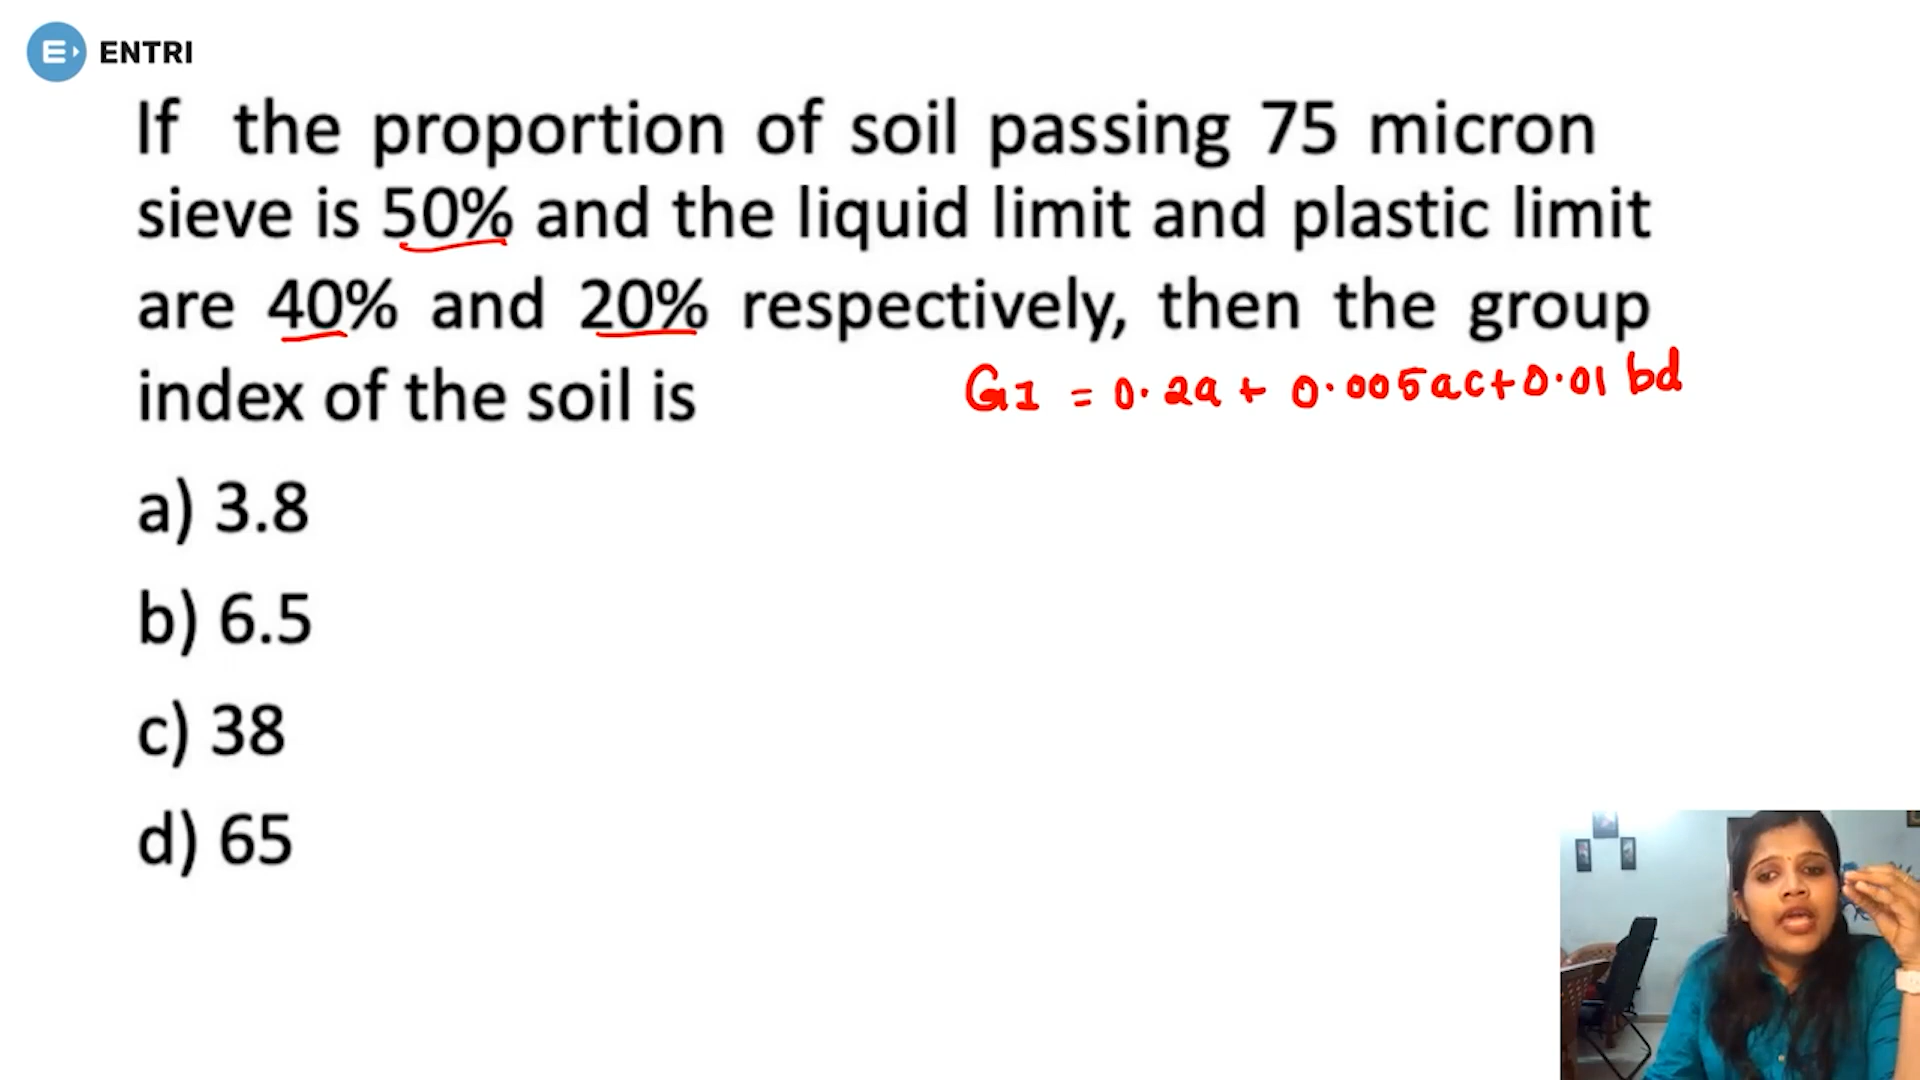 ENTRI
If the proportion of soil passing 75 micron
sieve is 50% and the liquid limit and plastic limit
are 40% and 20% respectively, then the group
index of the soil is
GI = 0.2a + 0.005ac+0.01 bd
a) 3.8
b) 6.5
c) 38
d) 65